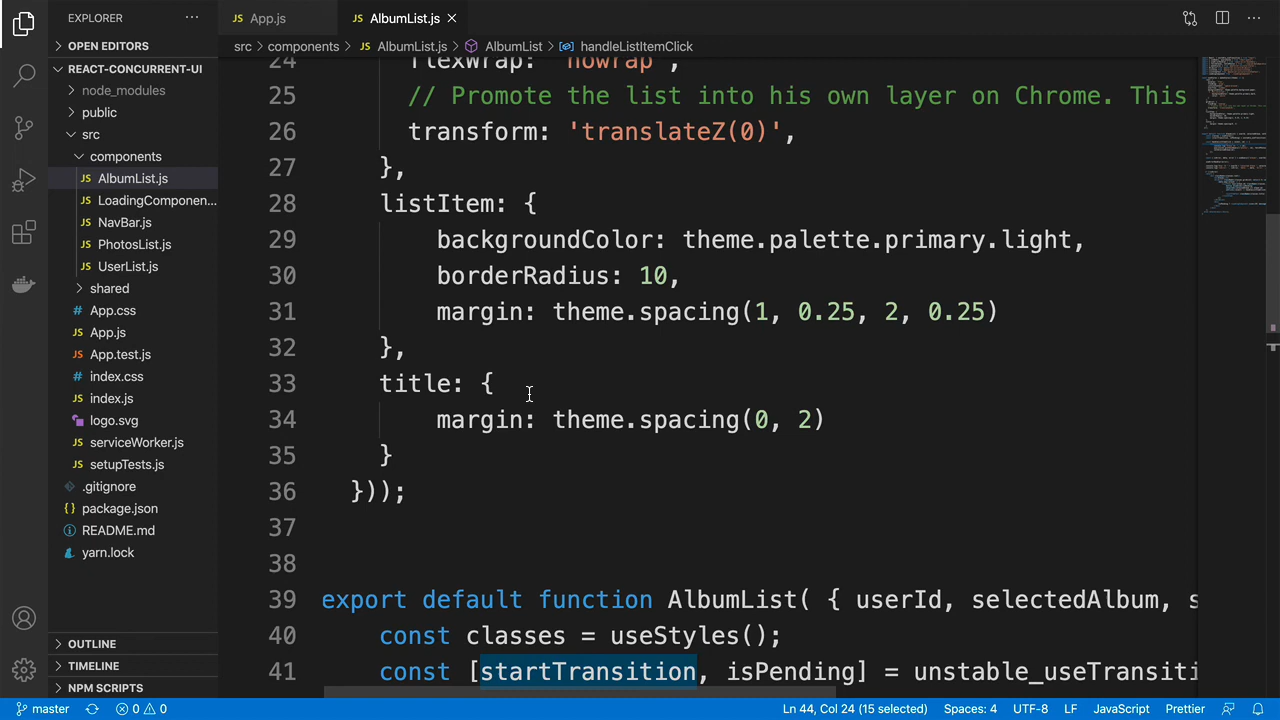 EXPLORER
OPEN EDITORS
REACT-CONCURRENT-UI
node_modules
public
src
components
AlbumList.js
LoadingComponen...
NavBar.js
PhotosList.js
UserList.js
shared
App.css
App.js
App.test.js
index.css
index.js
logo.svg
serviceWorker.js
setupTests.js
.gitignore
package.json
README.md
yarn.lock
OUTLINE
TIMELINE
NPM SCRIPTS
JS App.js JS AlbumList.js
src > components > JS AlbumList.js > AlbumList > handleListItemClick
24 flexWrap: 'nowrap',
25 // Promote the list into his own layer on Chrome. This
26 transform: 'translateZ(0)',
27 },
28 listItem: {
29 backgroundColor: theme.palette.primary.light,
30 borderRadius: 10,
31 margin: theme.spacing(1, 0.25, 2, 0.25)
32 },
33 title: {
34 margin: theme.spacing(0, 2)
35 }
36 }));
37
38
39 export default function AlbumList( { userId, selectedAlbum, s
40 const classes = useStyles();
41 const [startTransition, isPending] = unstable_useTransiti
master 0 0 Ln 44, Col 24 (15 selected) Spaces: 4 UTF-8 LF JavaScript Prettier